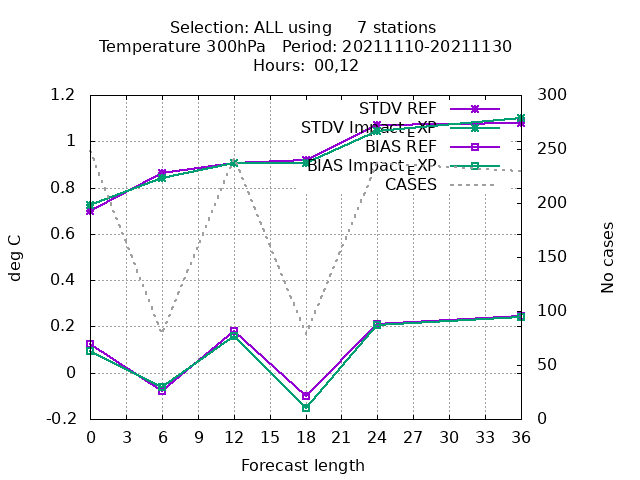 Selection: ALL using     7 stations
Temperature 300hPa   Period: 20211110-20211130
Hours:  00,12
1.2
1
0.8
0.6
0.4
0.2
0
-0.2
deg C
STDV REF
STDV Impact_EXP
BIAS REF
BIAS Impact_EXP
CASES
300
250
200
150
100
50
0
No cases
0 3 6 9 12 15 18 21 24 27 30 33 36
Forecast length